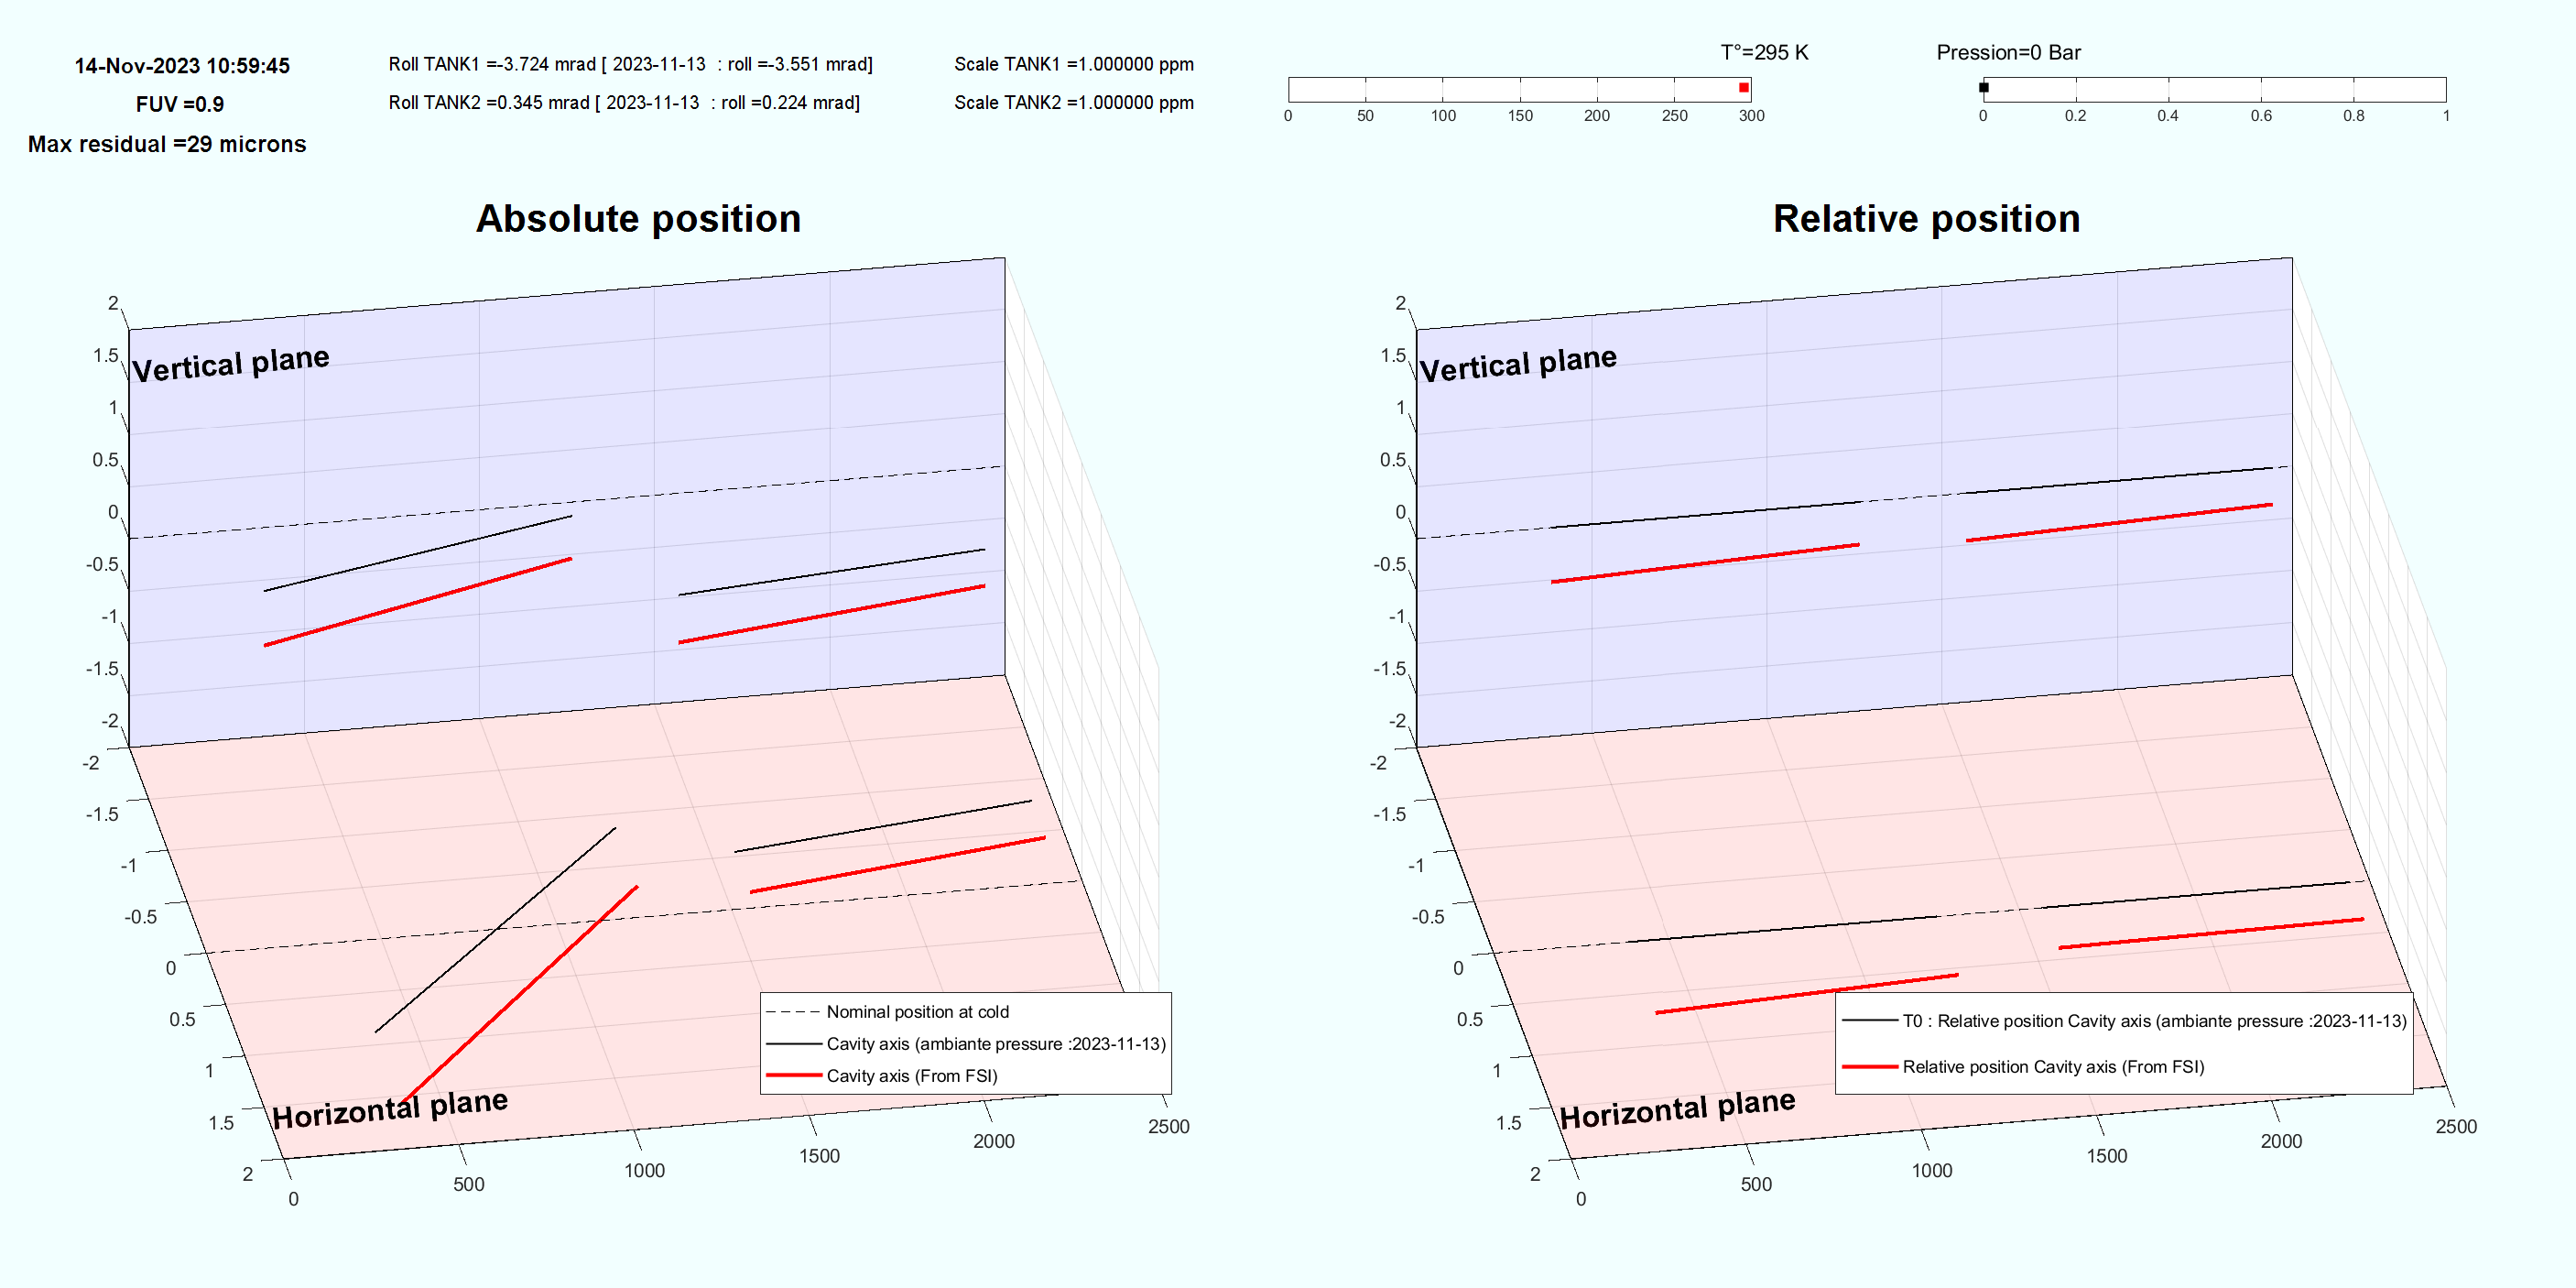 14-Nov-2023 10:59:45
FUV =0.9
Max residual =29 microns
Roll TANK1 =-3.724 mrad [ 2023-11-13  : roll =-3.551 mrad]
Roll TANK2 =0.345 mrad [ 2023-11-13  : roll =0.224 mrad]
Scale TANK1 =1.000000 ppm
Scale TANK2 =1.000000 ppm
T°=295 K
0 50 100 150 200 250 300
Pression=0 Bar
0 0.2 0.4 0.6 0.8 1
Absolute position
2
1.5
1
0.5
0
-0.5
-1
-1.5
-2
Vertical plane
-2
-1.5
-1
-0.5
0
0.5
1
1.5
2
Horizontal plane
0 500 1000 1500 2000 2500
Nominal position at cold
Cavity axis (ambiante pressure :2023-11-13)
Cavity axis (From FSI)
Relative position
2
1.5
1
0.5
0
-0.5
-1
-1.5
-2
Vertical plane
-2
-1.5
-1
-0.5
0
0.5
1
1.5
2
Horizontal plane
0 500 1000 1500 2000 2500
T0 : Relative position Cavity axis (ambiante pressure :2023-11-13)
Relative position Cavity axis (From FSI)